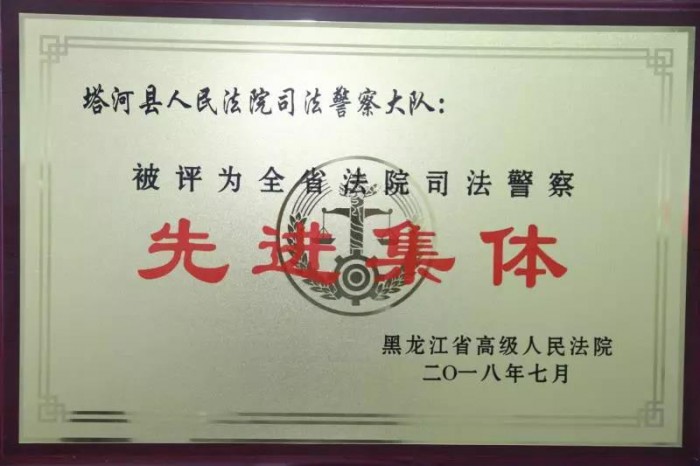 塔河县人民法院司法警察大队：
被评为全省法院司法警察
先进集体
黑龙江省高级人民法院
二〇一八年七月